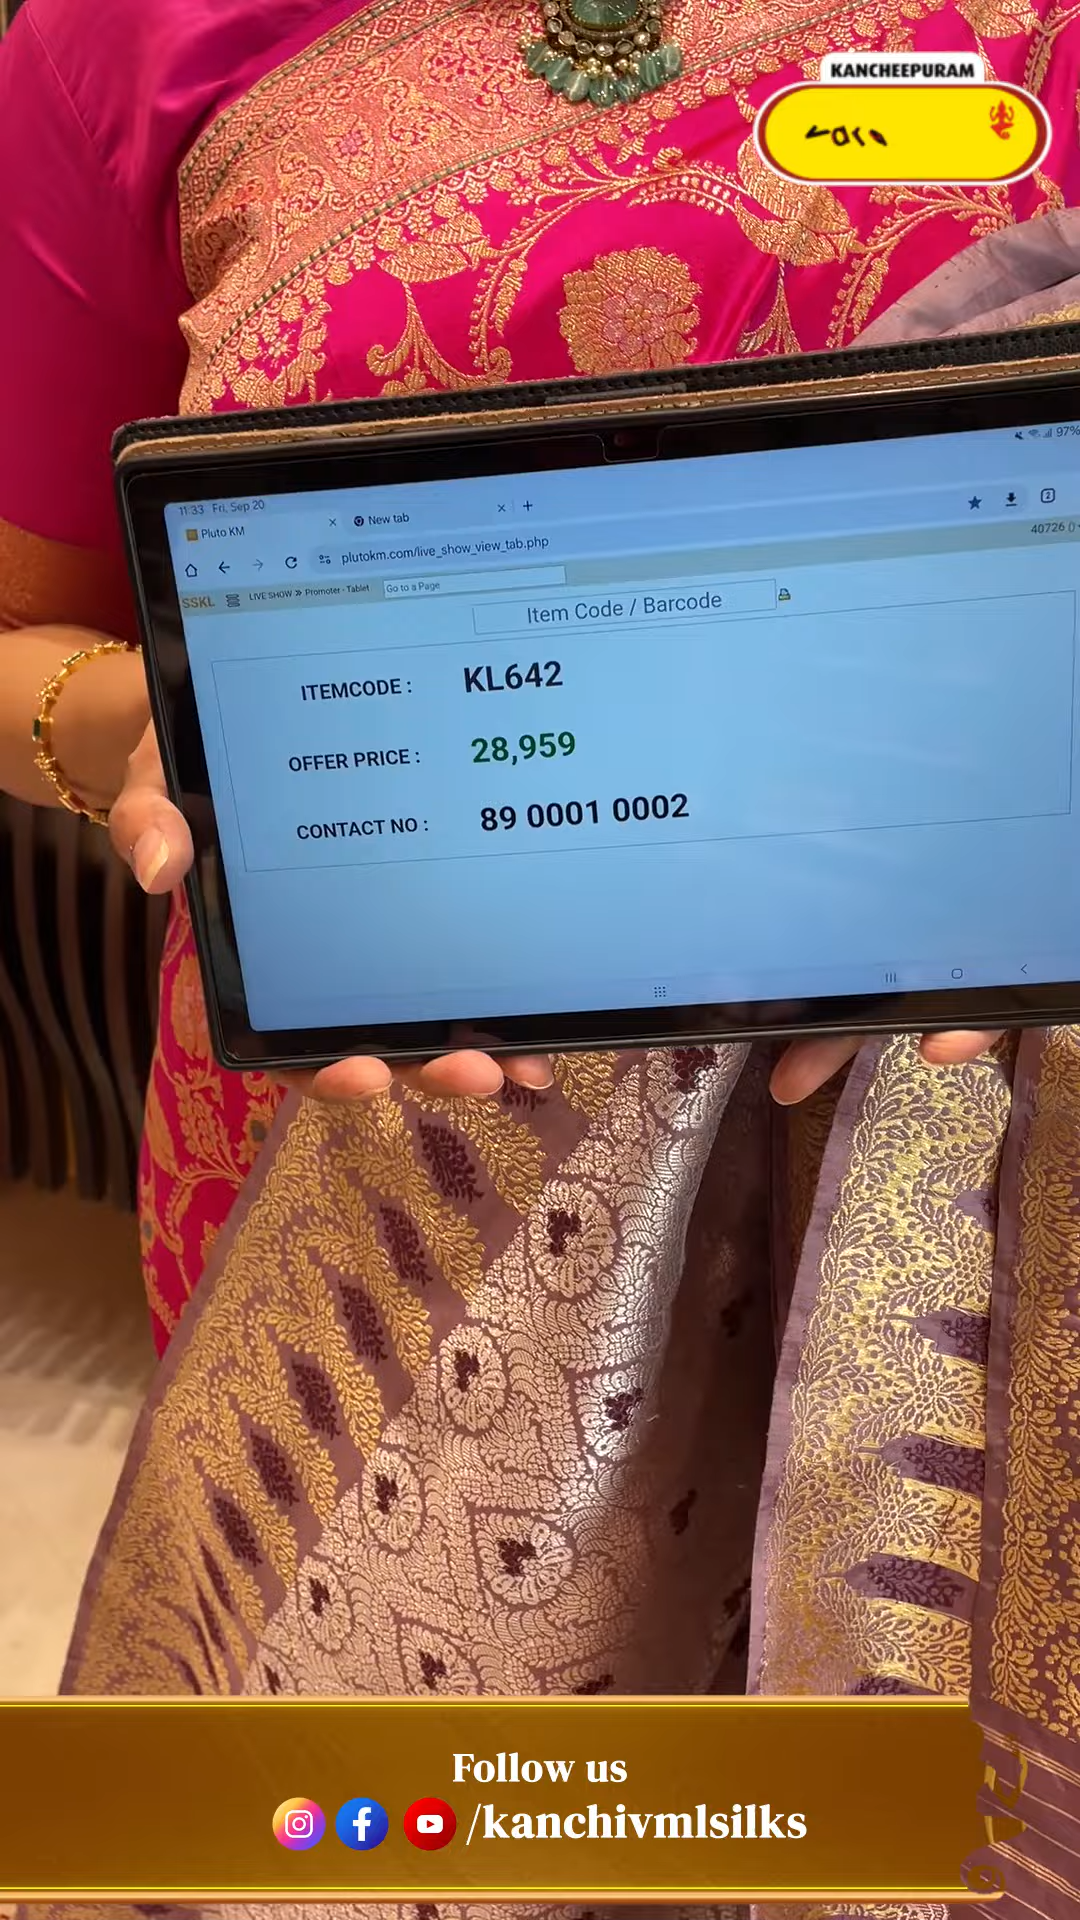 KANCHEEPURAM
11:33 Fri, Sep 20
97%
Pluto KM
New tab
plutokm.com/live_show_view_tab.php
2
40726
SSKL
LIVE SHOW >> Promoter - Tablet
Go to a Page
Item Code / Barcode
ITEMCODE : KL642
OFFER PRICE : 28,959
CONTACT NO : 89 0001 0002
Follow us
/kanchivmlsilks